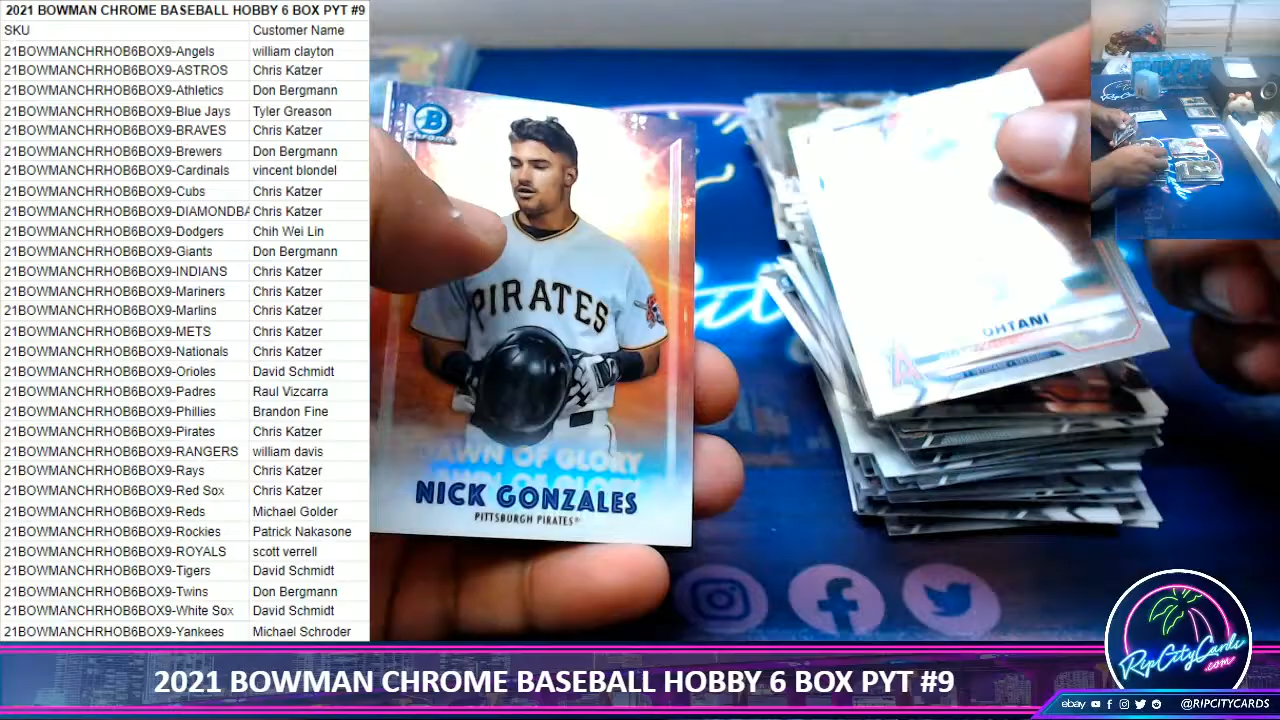 2021 BOWMAN CHROME BASEBALL HOBBY 6 BOX PYT #9
SKU Customer Name
21BOWMANCHRHOB6BOX9-Angels william clayton
21BOWMANCHRHOB6BOX9-ASTROS Chris Katzer
21BOWMANCHRHOB6BOX9-Athletics Don Bergmann
21BOWMANCHRHOB6BOX9-Blue Jays Tyler Greason
21BOWMANCHRHOB6BOX9-BRAVES Chris Katzer
21BOWMANCHRHOB6BOX9-Brewers Don Bergmann
21BOWMANCHRHOB6BOX9-Cardinals vincent blondel
21BOWMANCHRHOB6BOX9-Cubs Chris Katzer
21BOWMANCHRHOB6BOX9-DIAMONDBA Chris Katzer
21BOWMANCHRHOB6BOX9-Dodgers Chih Wei Lin
21BOWMANCHRHOB6BOX9-Giants Don Bergmann
21BOWMANCHRHOB6BOX9-INDIANS Chris Katzer
21BOWMANCHRHOB6BOX9-Mariners Chris Katzer
21BOWMANCHRHOB6BOX9-Marlins Chris Katzer
21BOWMANCHRHOB6BOX9-METS Chris Katzer
21BOWMANCHRHOB6BOX9-Nationals Chris Katzer
21BOWMANCHRHOB6BOX9-Orioles David Schmidt
21BOWMANCHRHOB6BOX9-Padres Raul Vizcarra
21BOWMANCHRHOB6BOX9-Phillies Brandon Fine
21BOWMANCHRHOB6BOX9-Pirates Chris Katzer
21BOWMANCHRHOB6BOX9-RANGERS william davis
21BOWMANCHRHOB6BOX9-Rays Chris Katzer
21BOWMANCHRHOB6BOX9-Red Sox Chris Katzer
21BOWMANCHRHOB6BOX9-Reds Michael Golder
21BOWMANCHRHOB6BOX9-Rockies Patrick Nakasone
21BOWMANCHRHOB6BOX9-ROYALS scott verrell
21BOWMANCHRHOB6BOX9-Tigers David Schmidt
21BOWMANCHRHOB6BOX9-Twins Don Bergmann
21BOWMANCHRHOB6BOX9-White Sox David Schmidt
21BOWMANCHRHOB6BOX9-Yankees Michael Schroder
B
Chrome
PIRATES
DAWN OF GLORY
NICK GONZALES
PITTSBURGH PIRATES
OHTANI
RipCityCards
.com
2021 BOWMAN CHROME BASEBALL HOBBY 6 BOX PYT #9
ebay @RIPCITYCARDS